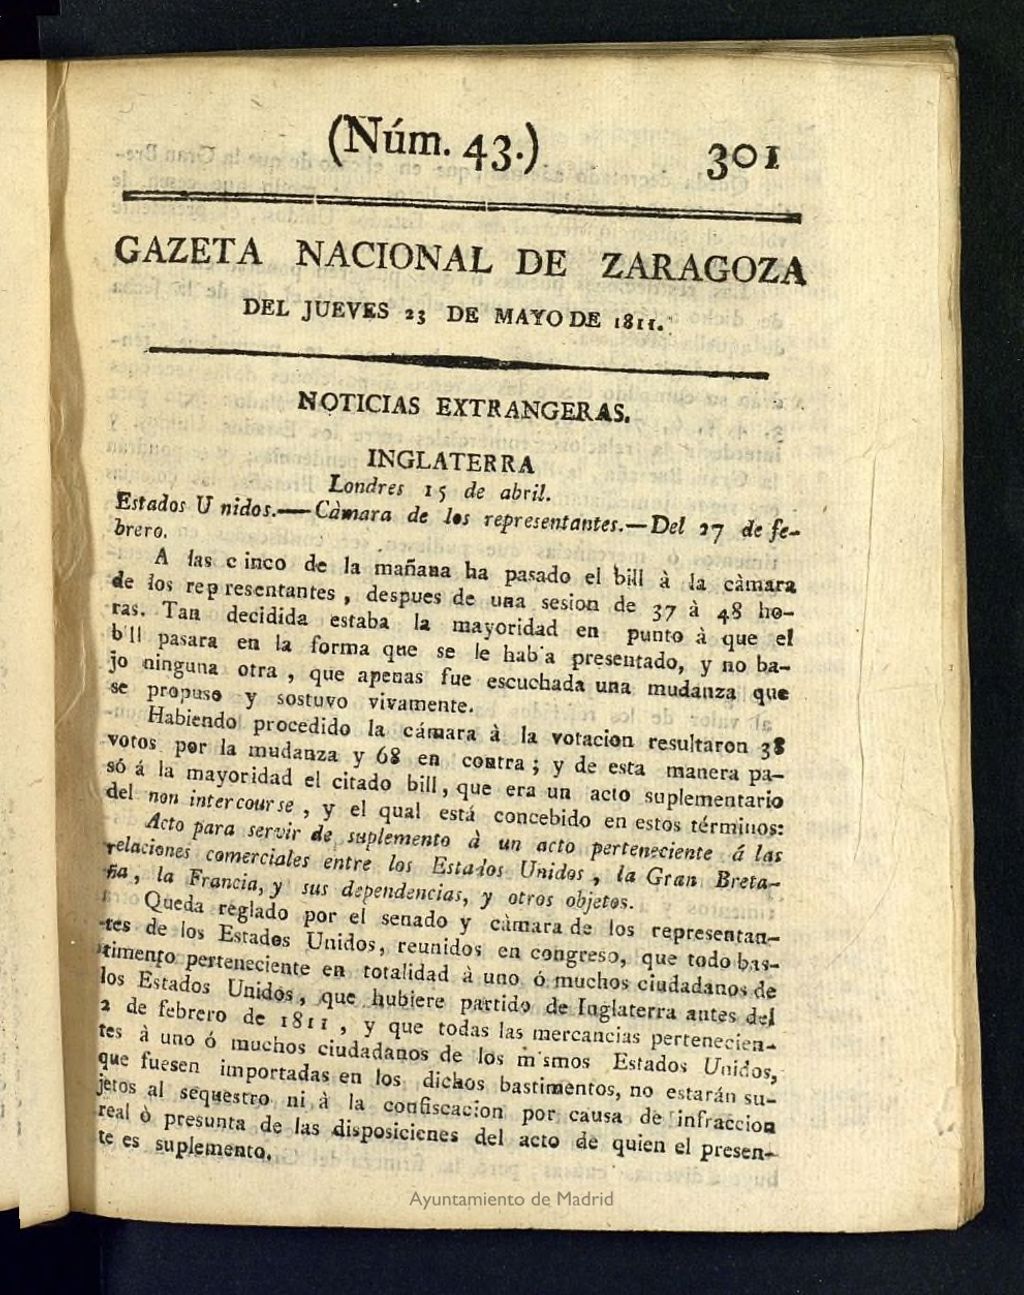 (Núm. 43.) 301
GAZETA NACIONAL DE ZARAGOZA
DEL JUEVES 23 DE MAYO DE 1811.
NOTICIAS EXTRANGERAS.
INGLATERRA
Londres 15 de abril.
Estados Unidos.—Càmara de los representantes.—Del 27 de fe-
brero.
A las cinco de la mañana ha pasado el bill à la càmara
de los representantes, despues de una sesion de 37 à 48 ho-
ras. Tan decidida estaba la mayoridad en punto à que el
b'll pasara en la forma que se le hab'a presentado, y no ba-
jo ninguna otra, que apenas fue escuchada una mudanza que
se propuso y sostuvo vivamente.
Habiendo procedido la cámara à la votacion resultaron 38
votos por la mudanza y 68 en contra; y de esta manera pa-
só á la mayoridad el citado bill, que era un acto suplementario
del non intercourse, y el qual está concebido en estos términos:
Acto para servir de suplemento à un acto perteneciente á las
relaciones comerciales entre los Estados Unidos, la Gran Breta-
ña, la Francia, y sus dependencias, y otros objetos.
Queda reglado por el senado y càmara de los representan-
tes de los Estados Unidos, reunidos en congreso, que todo bas-
timento perteneciente en totalidad à uno ó muchos ciudadanos de
los Estados Unidos, que hubiere partido de Inglaterra antes del
2 de febrero de 1811, y que todas las mercancias pertenecien-
tes à uno ó muchos ciudadanos de los m'smos Estados Unidos,
que fuesen importadas en los dichos bastimentos, no estarán su-
jetos al sequestro ni à la confiscacion por causa de infraccion
real ò presunta de las disposiciones del acto de quien el presen-
te es suplemento.
Ayuntamiento de Madrid